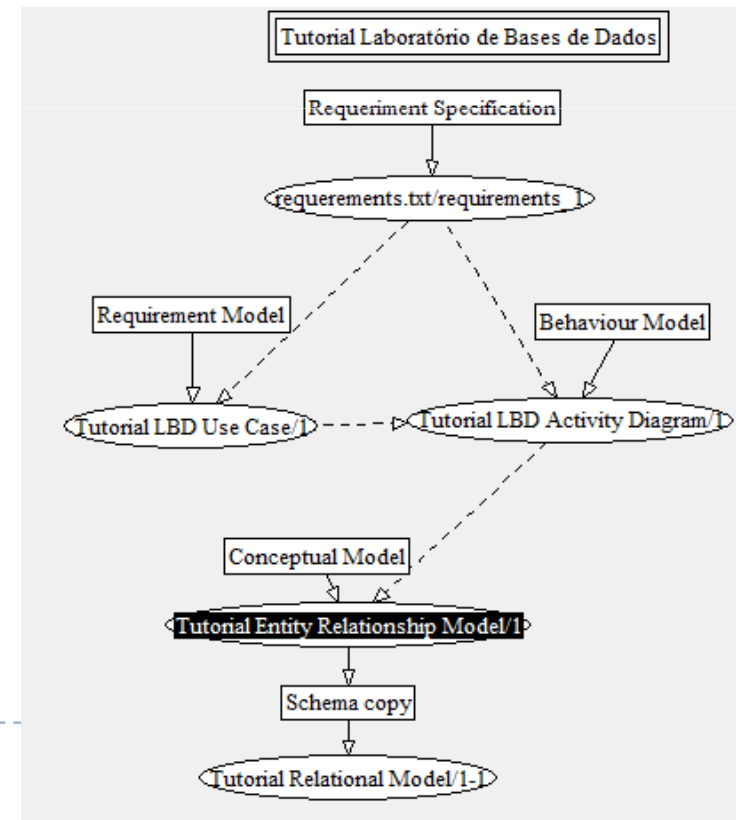 Tutorial Laboratório de Bases de Dados
Requeriment Specification
requerements.txt/requirements_1
Requirement Model
Behaviour Model
Tutorial LBD Use Case/1
Tutorial LBD Activity Diagram/1
Conceptual Model
Tutorial Entity Relationship Model/1
Schema copy
Tutorial Relational Model/1-1